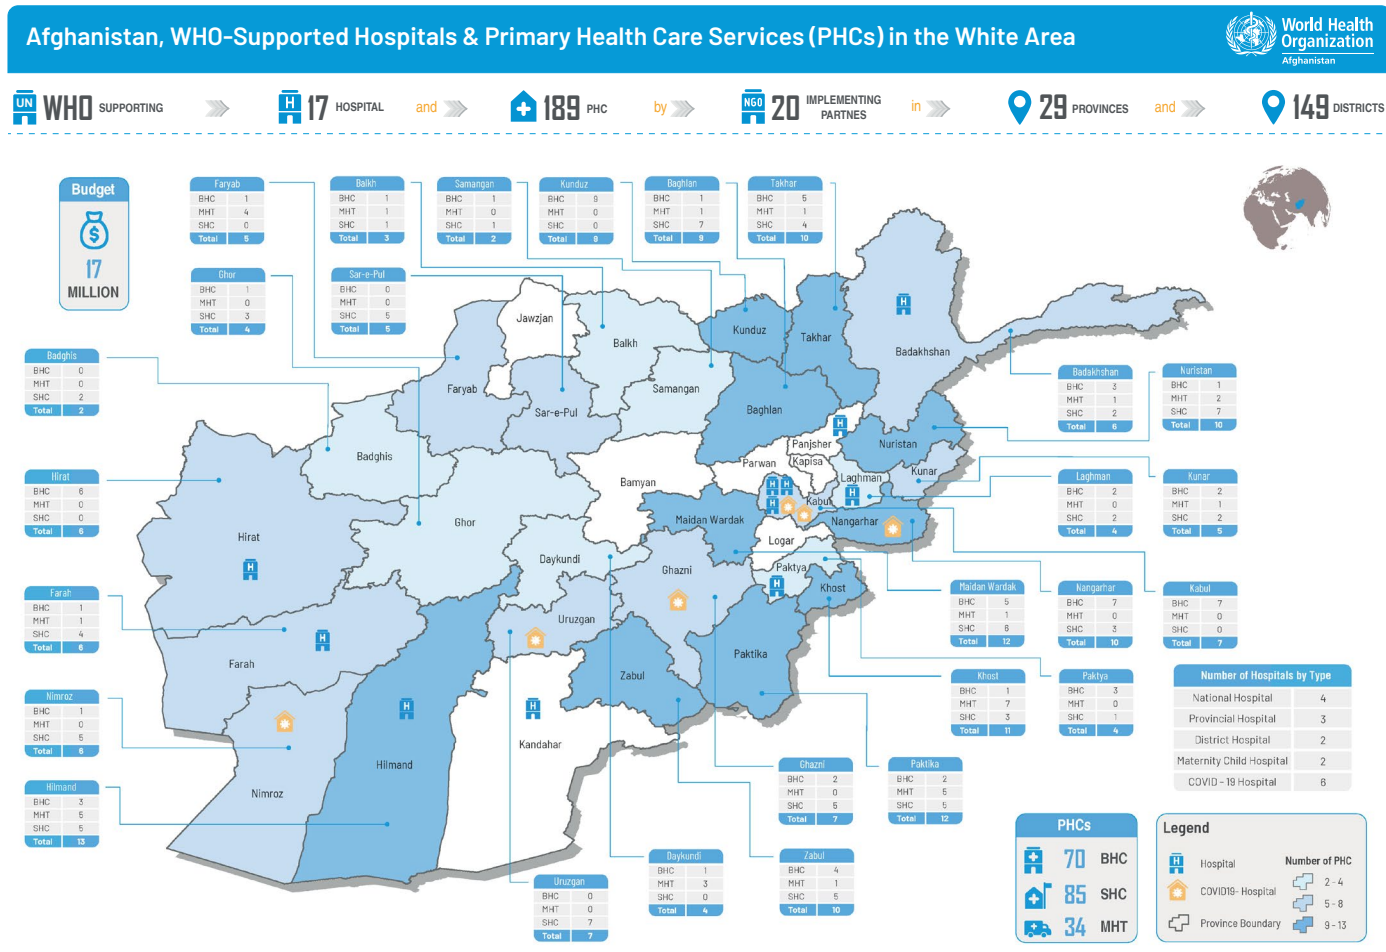 Afghanistan, WHO-Supported Hospitals & Primary Health Care Services (PHCs) in the White Area
World Health
Organization
Afghanistan
UN WHO SUPPORTING H 17 HOSPITAL and 189 PHC by NGO 20 IMPLEMENTING PARTNES in 29 PROVINCES and 149 DISTRICTS
Budget
$
17
MILLION
Faryab
BHC 1
MHT 4
SHC 0
Total 5
Balkh
BHC 1
MHT 1
SHC 1
Total 3
Samangan
BHC 1
MHT 0
SHC 1
Total 2
Kunduz
BHC 9
MHT 0
SHC 0
Total 9
Baghlan
BHC 1
MHT 1
SHC 7
Total 9
Takhar
BHC 5
MHT 1
SHC 4
Total 10
Ghor
BHC 1
MHT 0
SHC 3
Total 4
Sar-e-Pul
BHC 0
MHT 0
SHC 5
Total 5
Badghis
BHC 0
MHT 0
SHC 2
Total 2
Hirat
BHC 6
MHT 0
SHC 0
Total 6
Farah
BHC 1
MHT 1
SHC 4
Total 6
Nimroz
BHC 1
MHT 0
SHC 5
Total 6
Hilmand
BHC 3
MHT 5
SHC 5
Total 13
Jawzjan
Balkh
Kunduz
Takhar
Badakhshan
H
Faryab
Sar-e-Pul
Samangan
Baghlan
H
Panjsher
Nuristan
Badghis
Parwan
Kapisa
Kunar
Laghman
H
Bamyan
H H
H
Kabul
Ghor
Maidan Wardak
Nangarhar
Hirat
H
Logar
Daykundi
Ghazni
Paktya
H
Khost
Uruzgan
H
Farah
Paktika
Zabul
H
H
Kandahar
Hilmand
Nimroz
Badakhshan
BHC 3
MHT 1
SHC 2
Total 6
Nuristan
BHC 1
MHT 2
SHC 7
Total 10
Laghman
BHC 2
MHT 0
SHC 2
Total 4
Kunar
BHC 2
MHT 1
SHC 2
Total 5
Maidan Wardak
BHC 5
MHT 1
SHC 6
Total 12
Nangarhar
BHC 7
MHT 0
SHC 3
Total 10
Kabul
BHC 7
MHT 0
SHC 0
Total 7
Khost
BHC 1
MHT 7
SHC 3
Total 11
Paktya
BHC 3
MHT 0
SHC 1
Total 4
Ghazni
BHC 2
MHT 0
SHC 5
Total 7
Paktika
BHC 2
MHT 5
SHC 5
Total 12
Uruzgan
BHC 0
MHT 0
SHC 7
Total 7
Daykundi
BHC 1
MHT 3
SHC 0
Total 4
Zabul
BHC 4
MHT 1
SHC 5
Total 10
Number of Hospitals by Type
National Hospital 4
Provincial Hospital 3
District Hospital 2
Maternity Child Hospital 2
COVID - 19 Hospital 6
PHCs
70 BHC
85 SHC
34 MHT
Legend
H Hospital
COVID19- Hospital
Province Boundary
Number of PHC
2 - 4
5 - 8
9 - 13